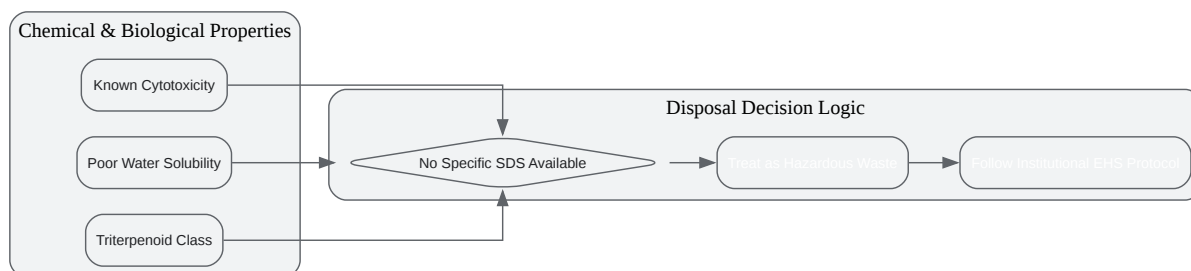 Chemical & Biological Properties
Known Cytotoxicity
Poor Water Solubility
Triterpenoid Class
Disposal Decision Logic
No Specific SDS Available
Treat as Hazardous Waste
Follow Institutional EHS Protocol